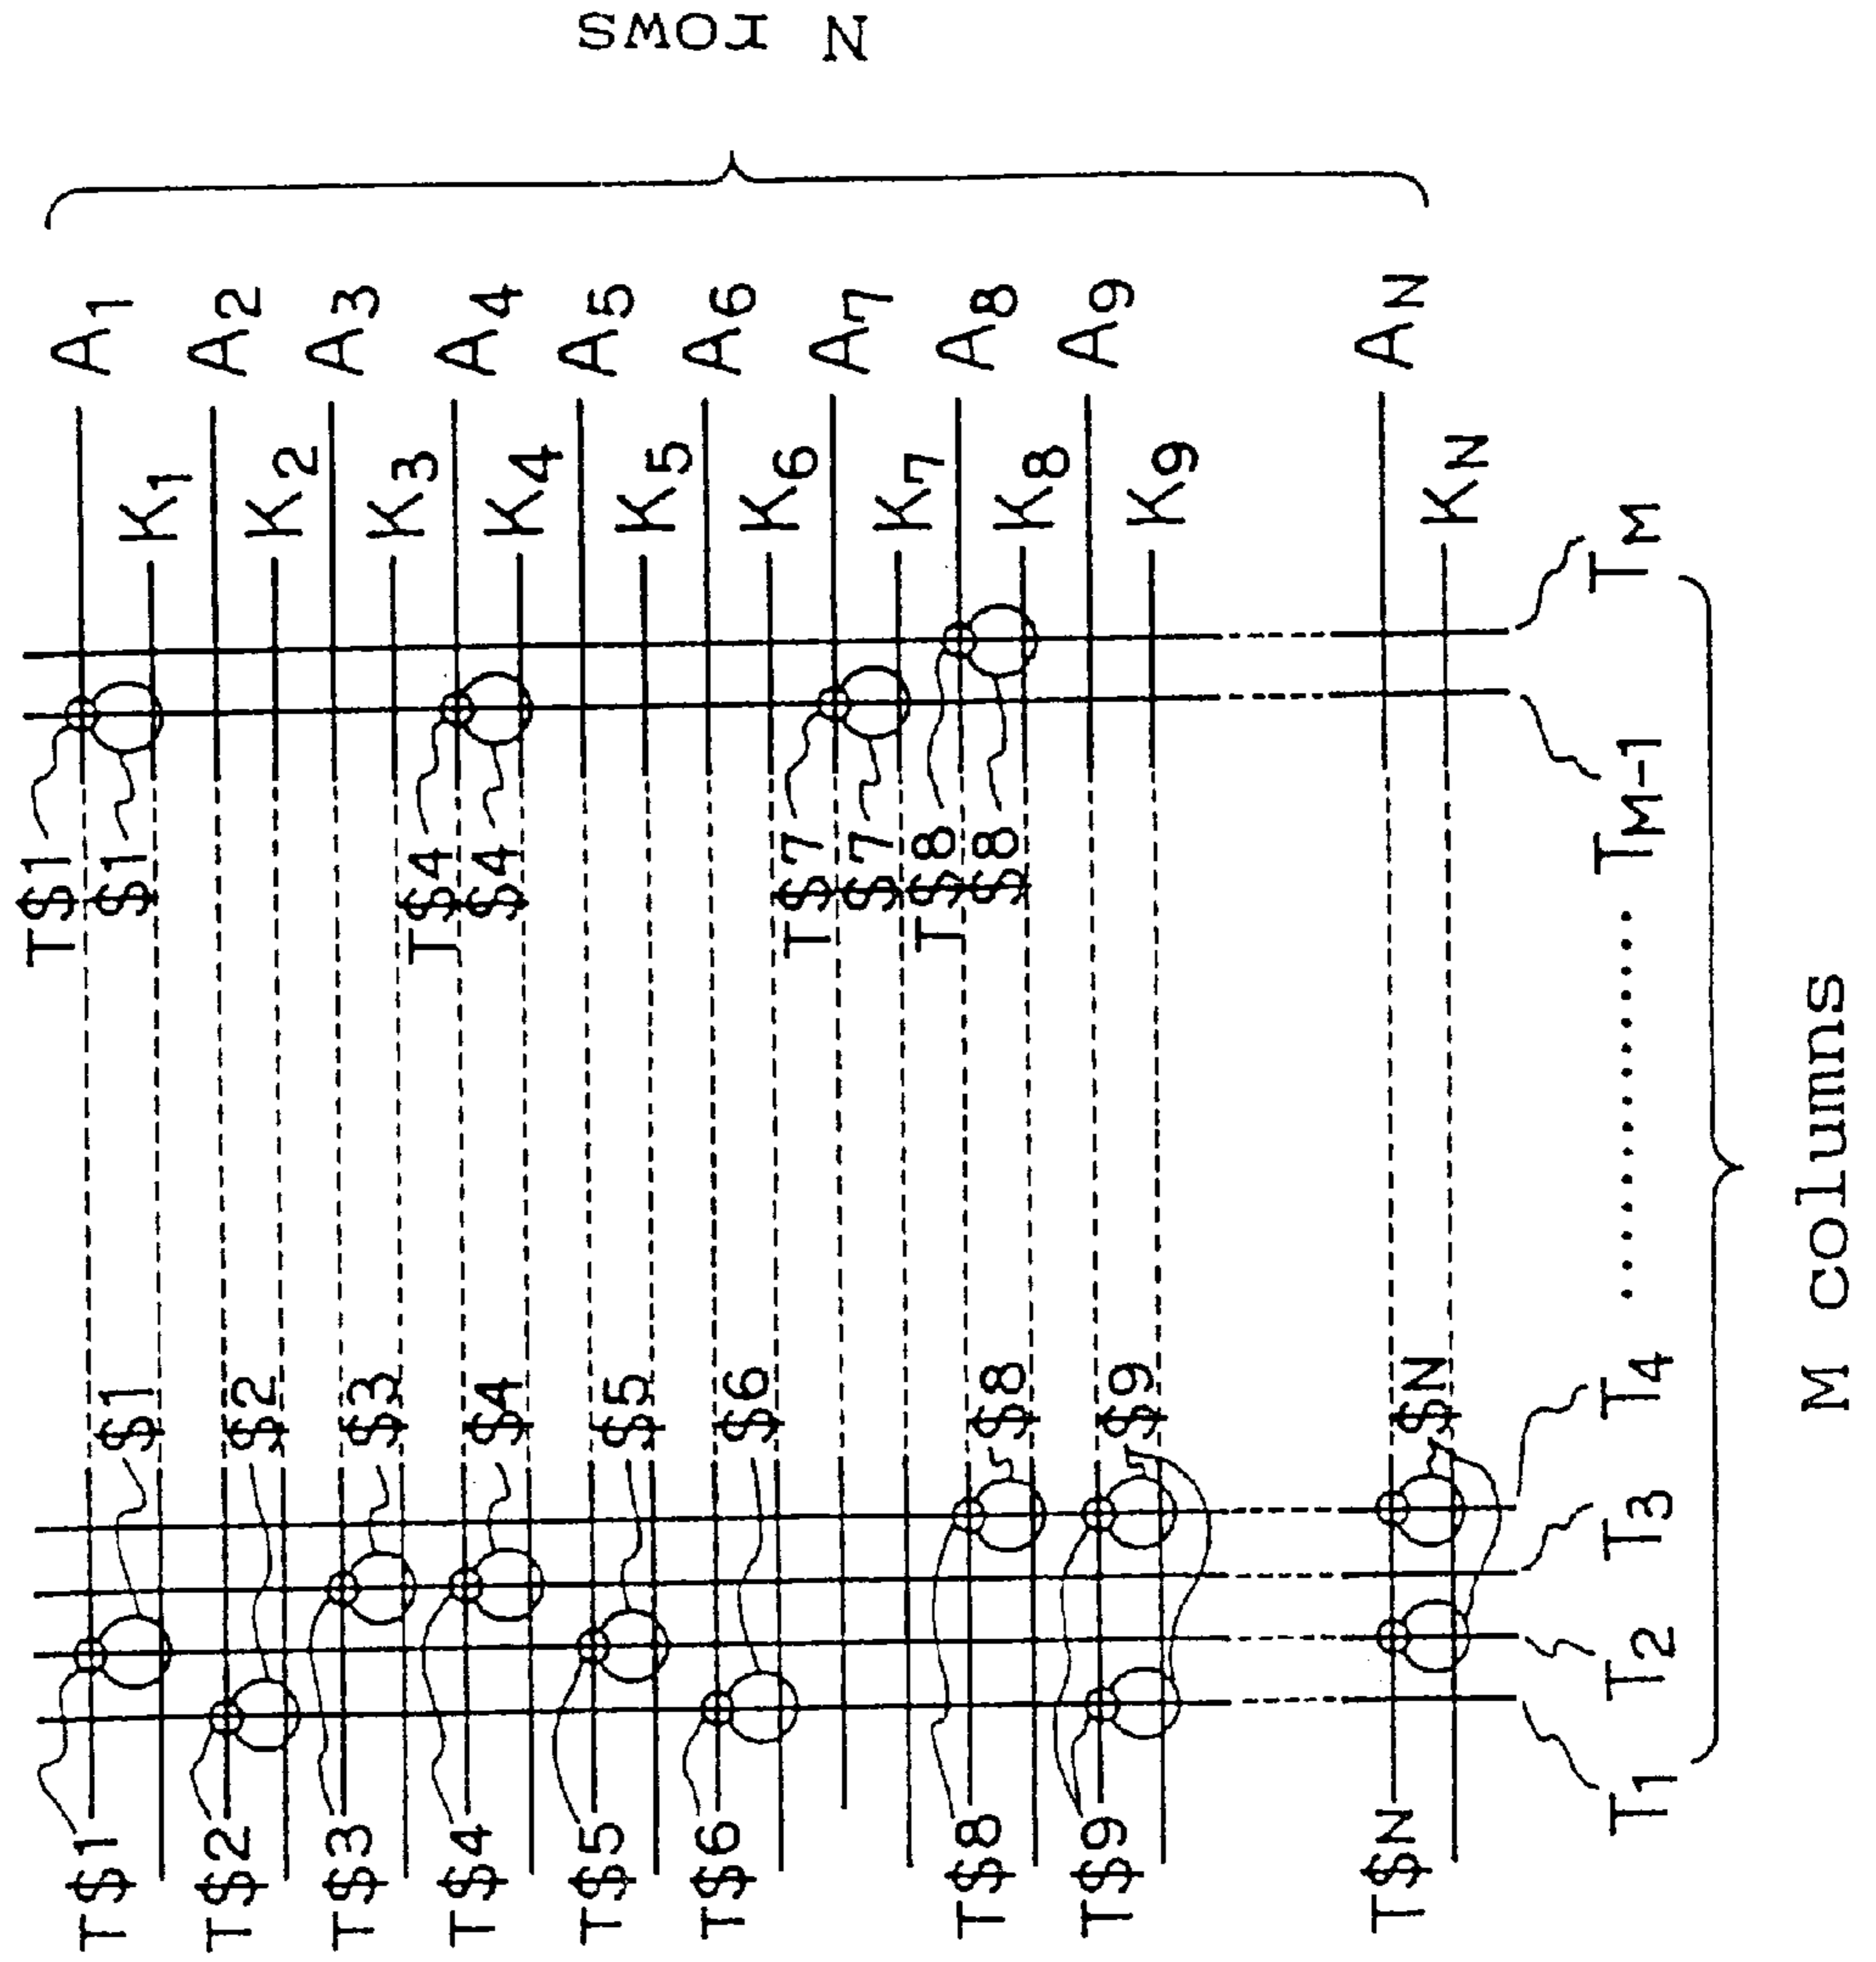 N rows
A1
A2
A3
A4
A5
A6
A7
A8
A9
AN
K1
K2
K3
K4
K5
K6
K7
K8
K9
KN
T$1
$1
T$4
$4
T$7
$7
T$8
$8
$1
$2
$3
$4
$5
$6
$8
$9
$N
T$1
T$2
T$3
T$4
T$5
T$6
T$8
T$9
T$N
T1
T2
T3
T4
..............
TM-1
TM
M columns